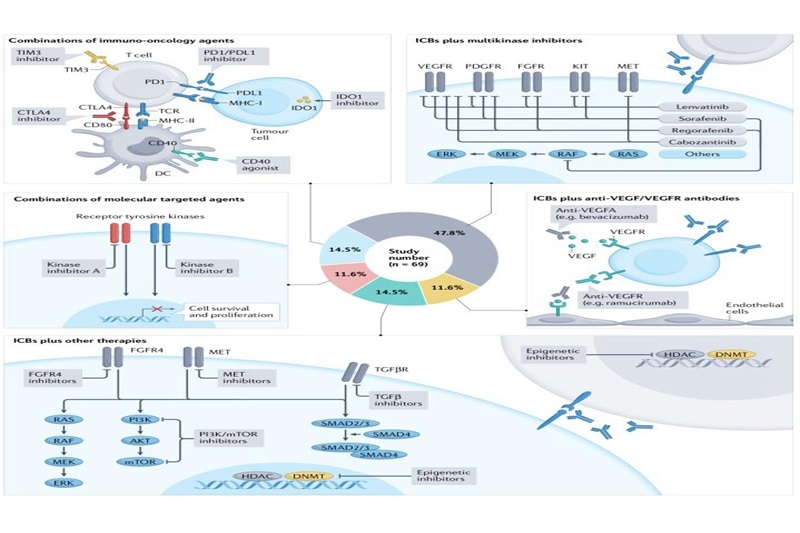 Combinations of immuno-oncology agents
TIM3
inhibitor
T cell
PD1/PDL1
inhibitor
TIM3
PD1
PDL1
MHC-I
IDO1
IDO1
inhibitor
Tumour
cell
CTLA4
inhibitor
CTLA4
CD80
TCR
MHC-II
CD40
DC
CD40
agonist
ICBs plus multikinase inhibitors
VEGFR
PDGFR
FGFR
KIT
MET
Lenvatinib
Sorafenib
Regorafenib
Cabozantinib
Others
ERK
MEK
RAF
RAS
Combinations of molecular targeted agents
Receptor tyrosine kinases
Kinase
inhibitor A
Kinase
inhibitor B
Cell survival
and proliferation
47.8%
14.5%
11.6%
14.5%
11.6%
Study
number
(n = 69)
ICBs plus anti-VEGF/VEGFR antibodies
Anti-VEGFA
(e.g. bevacizumab)
VEGFR
VEGF
Anti-VEGFR
(e.g. ramucirumab)
Endothelial
cells
ICBs plus other therapies
FGFR4
MET
TGFβR
FGFR4
inhibitors
MET
inhibitors
TGFβ
inhibitors
RAS
RAF
MEK
ERK
PI3K
AKT
mTOR
PI3K/mTOR
inhibitors
SMAD2/3
SMAD4
SMAD2/3
SMAD4
HDAC
DNMT
Epigenetic
inhibitors
Epigenetic
inhibitors
HDAC
DNMT